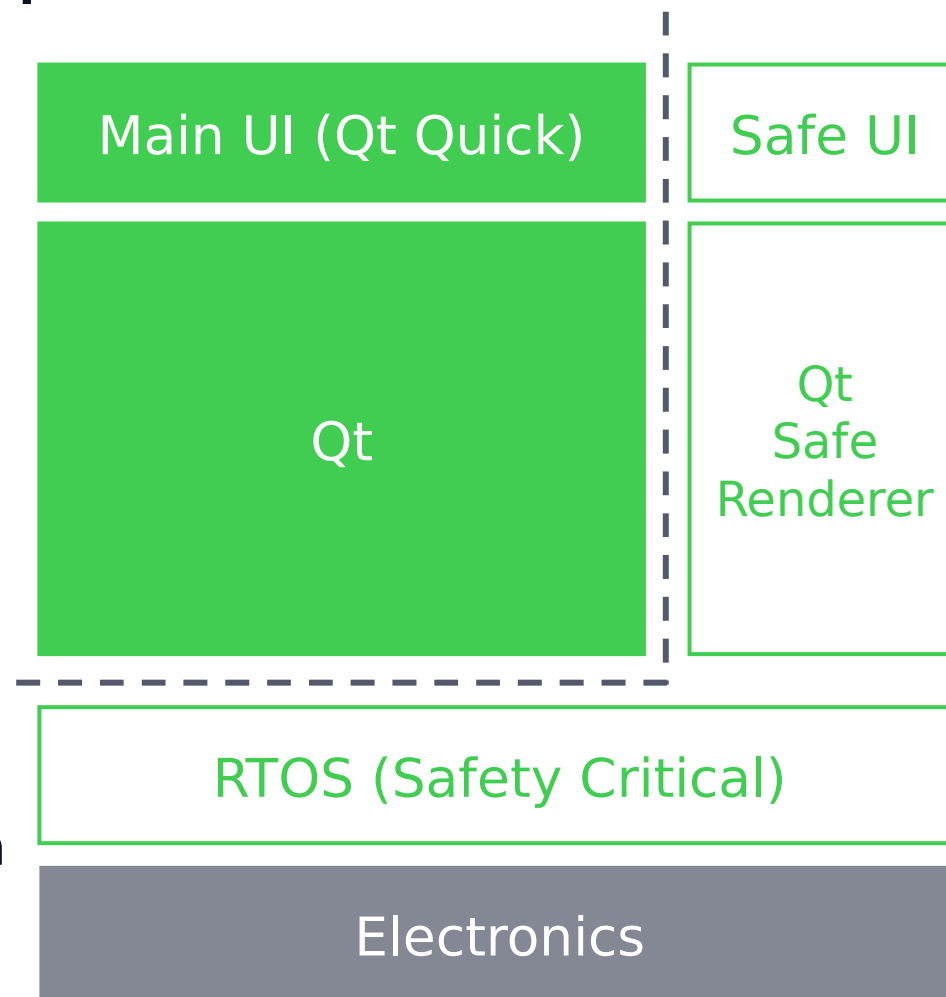 Main UI (Qt Quick)
Safe UI
Qt
Qt
Safe
Renderer
RTOS (Safety Critical)
Electronics